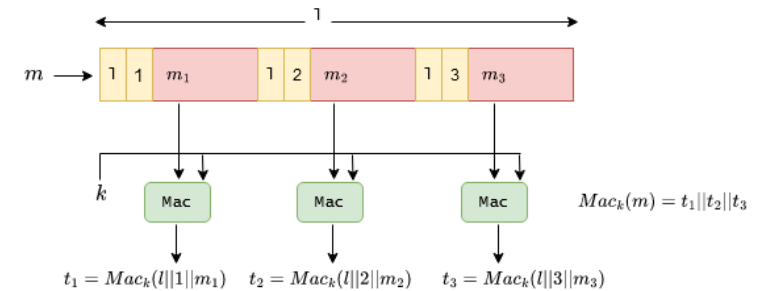 l
m l 1 m₁ l 2 m₂ l 3 m₃
k
Mac Mac Mac Macₖ(m) = t₁||t₂||t₃
t₁ = Macₖ(l||1||m₁) t₂ = Macₖ(l||2||m₂) t₃ = Macₖ(l||3||m₃)